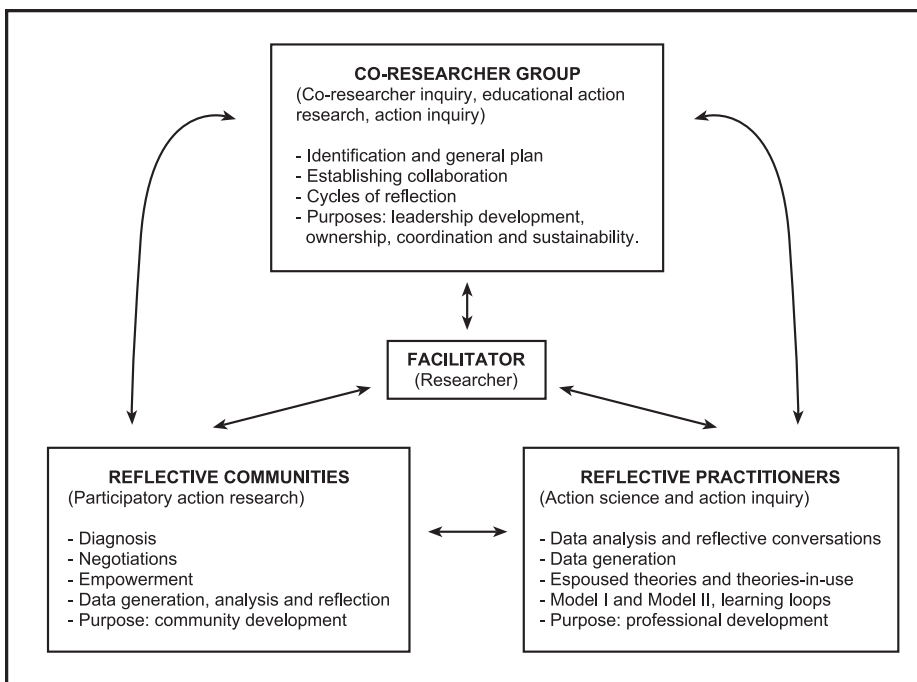 CO-RESEARCHER GROUP
(Co-researcher inquiry, educational action
research, action inquiry)
- Identification and general plan
- Establishing collaboration
- Cycles of reflection
- Purposes: leadership development,
ownership, coordination and sustainability.
FACILITATOR
(Researcher)
REFLECTIVE COMMUNITIES
(Participatory action research)
- Diagnosis
- Negotiations
- Empowerment
- Data generation, analysis and reflection
- Purpose: community development
REFLECTIVE PRACTITIONERS
(Action science and action inquiry)
- Data analysis and reflective conversations
- Data generation
- Espoused theories and theories-in-use
- Model I and Model II, learning loops
- Purpose: professional development